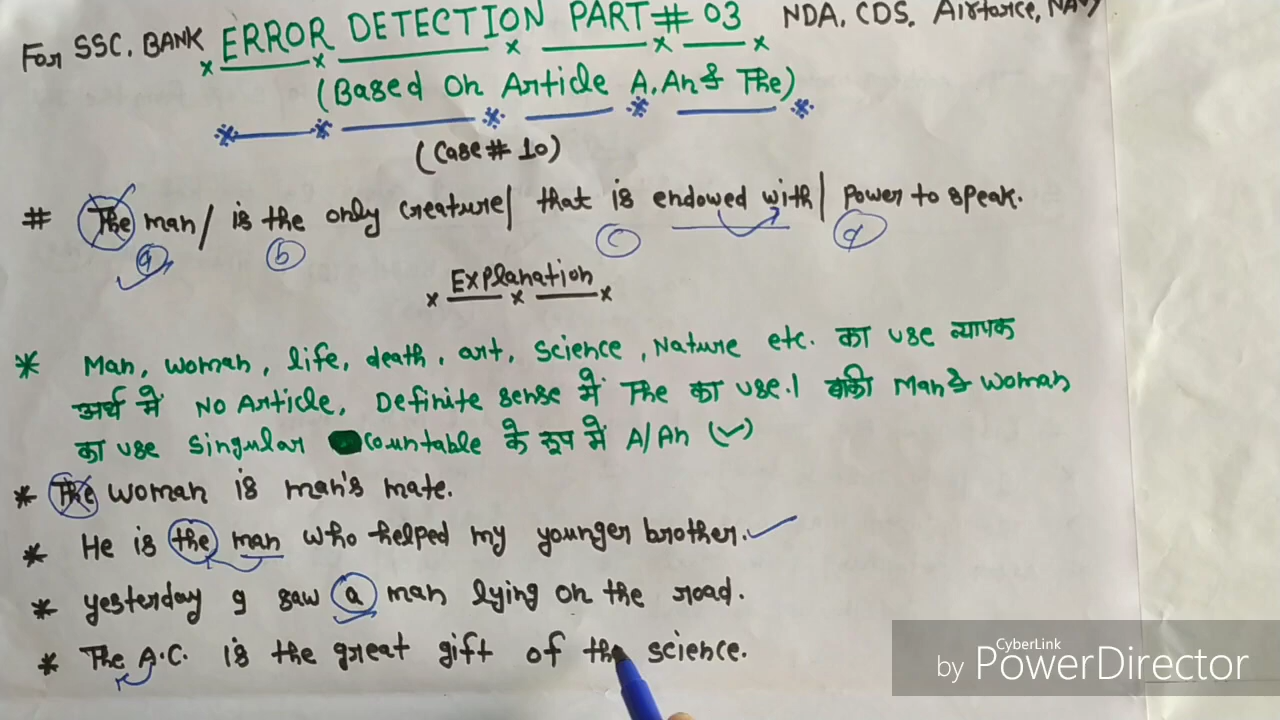 For SSC, BANK ERROR DETECTION PART # 03 NDA, CDS, Airforce, NAVY
(Based on Article A, An & The)
(Case # 10)
# The man / is the only creature / that is endowed with / power to speak.
a b c d
Explanation
* Man, woman, life, death, art, science, Nature etc. का use व्यापक
अर्थ में NO Article, Definite sense में The का use। बाकी Man & woman
का use singular countable के रूप में A/An (✓)
* The woman is man's mate.
* He is the man who helped my younger brother.
* yesterday I saw a man lying on the road.
* The A.C. is the great gift of the science.
CyberLink
by PowerDirector